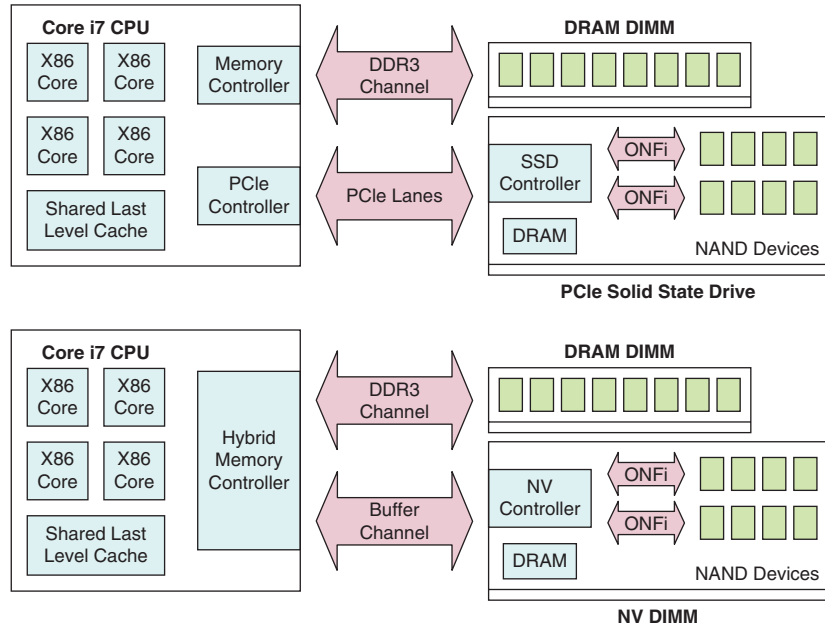 Core i7 CPU
X86
Core
X86
Core
X86
Core
X86
Core
Shared Last
Level Cache
Memory
Controller
PCIe
Controller
DDR3
Channel
PCIe Lanes
DRAM DIMM
SSD
Controller
DRAM
ONFi
ONFi
NAND Devices
PCIe Solid State Drive
Core i7 CPU
X86
Core
X86
Core
X86
Core
X86
Core
Shared Last
Level Cache
Hybrid
Memory
Controller
DDR3
Channel
Buffer
Channel
DRAM DIMM
NV
Controller
DRAM
ONFi
ONFi
NAND Devices
NV DIMM